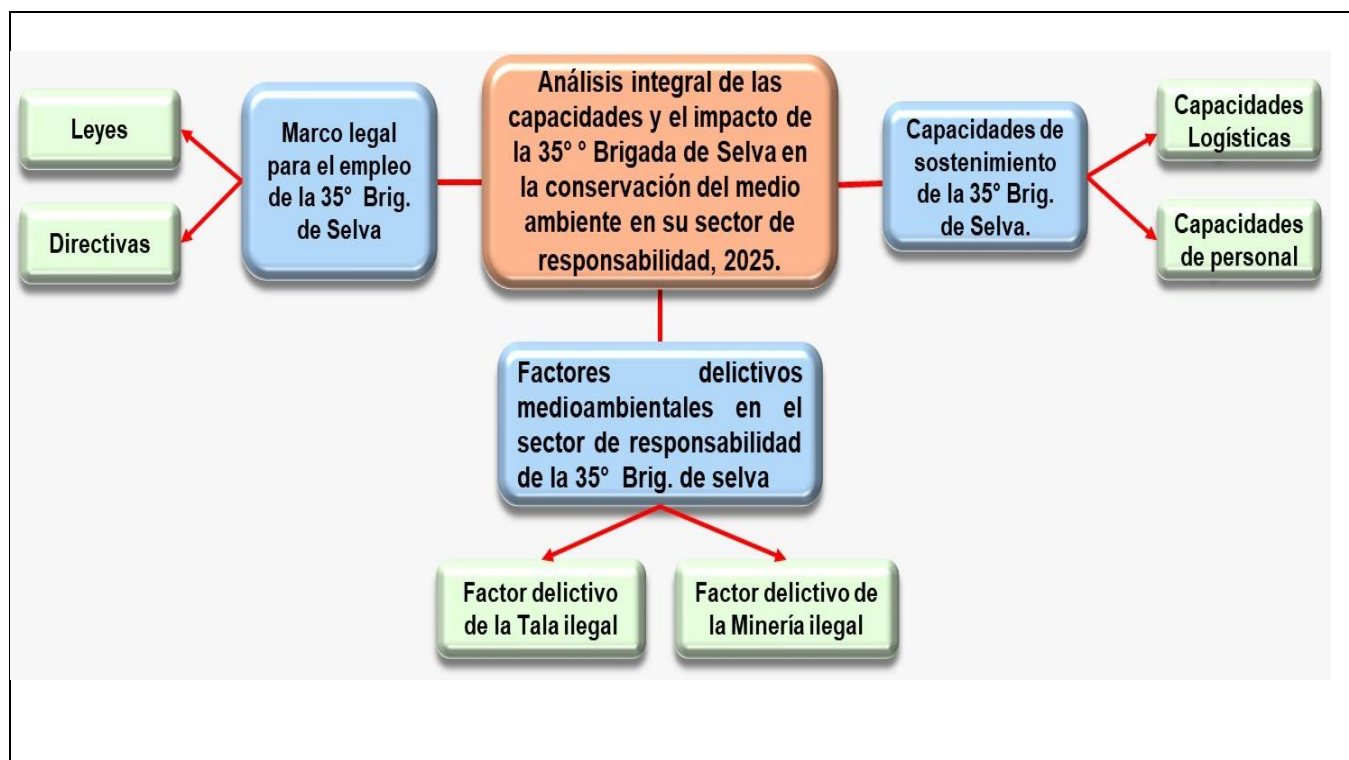 Leyes
Directivas
Marco legal
para el empleo
de la 35° Brig.
de Selva
Análisis integral de las
capacidades y el impacto de
la 35° ° Brigada de Selva en
la conservación del medio
ambiente en su sector de
responsabilidad, 2025.
Capacidades de
sostenimiento
de la 35° Brig.
de Selva.
Capacidades
Logísticas
Capacidades
de personal
Factores delictivos
medioambientales en el
sector de responsabilidad
de la 35° Brig. de selva
Factor delictivo
de la Tala ilegal
Factor delictivo de
la Minería ilegal